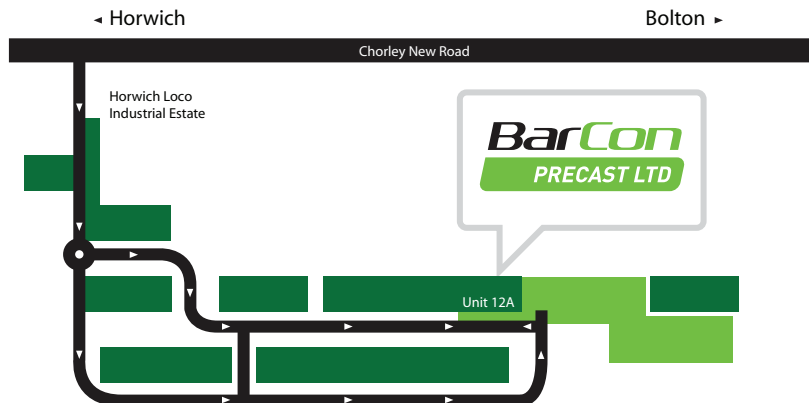 Horwich
Bolton
Chorley New Road
Horwich Loco
Industrial Estate
BarCon
PRECAST LTD
Unit 12A